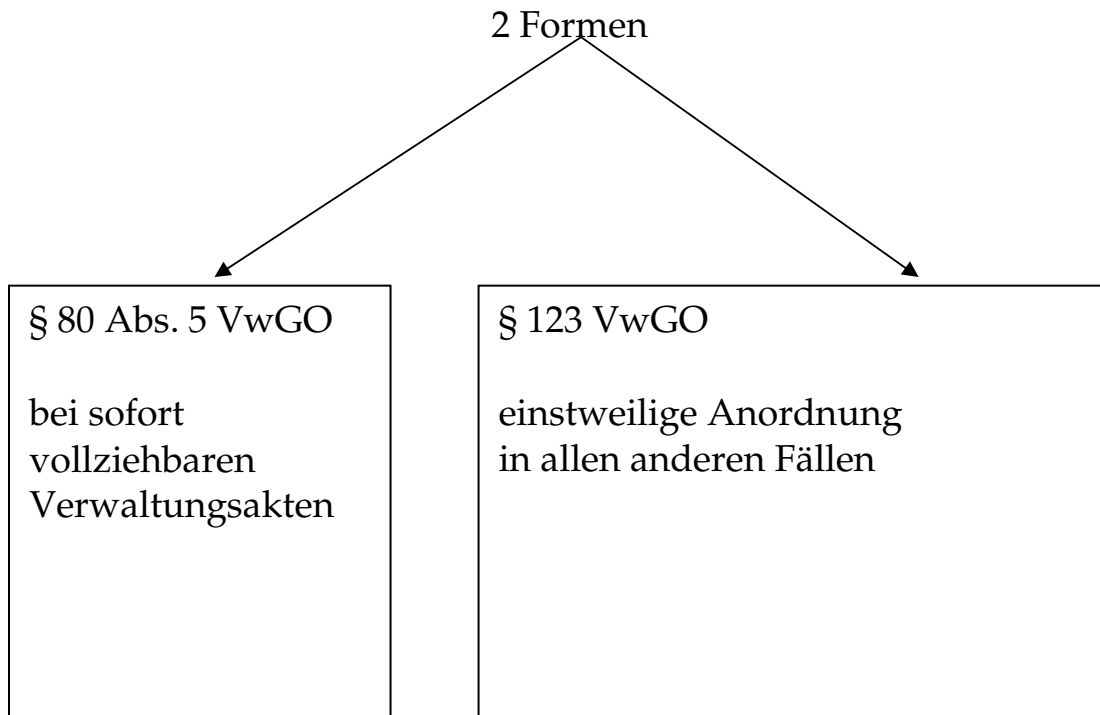 2 Formen
§ 80 Abs. 5 VwGO
bei sofort
vollziehbaren
Verwaltungsakten
§ 123 VwGO
einstweilige Anordnung
in allen anderen Fällen